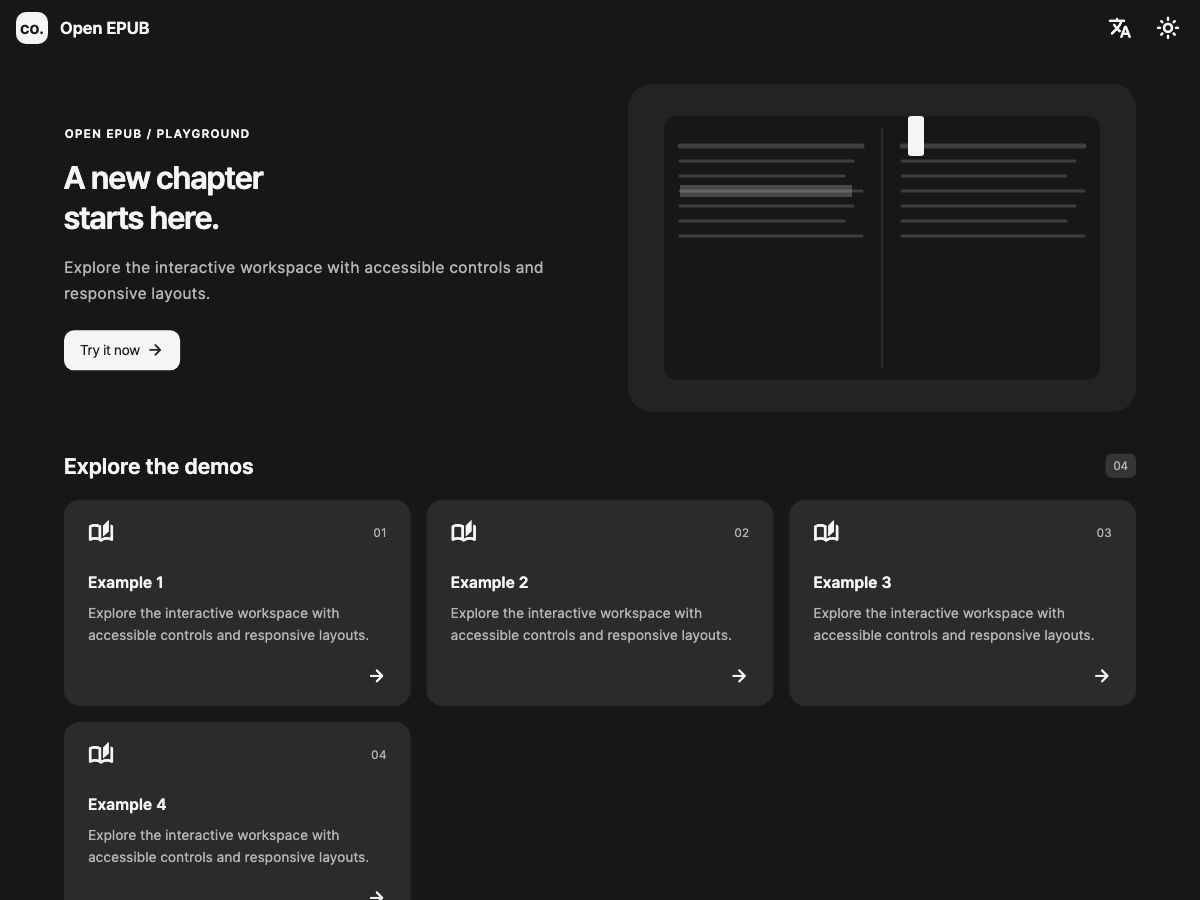 co. Open EPUB
OPEN EPUB / PLAYGROUND
A new chapter
starts here.
Explore the interactive workspace with accessible controls and
responsive layouts.
Try it now
Explore the demos
04
01
Example 1
Explore the interactive workspace with
accessible controls and responsive layouts.
02
Example 2
Explore the interactive workspace with
accessible controls and responsive layouts.
03
Example 3
Explore the interactive workspace with
accessible controls and responsive layouts.
04
Example 4
Explore the interactive workspace with
accessible controls and responsive layouts.